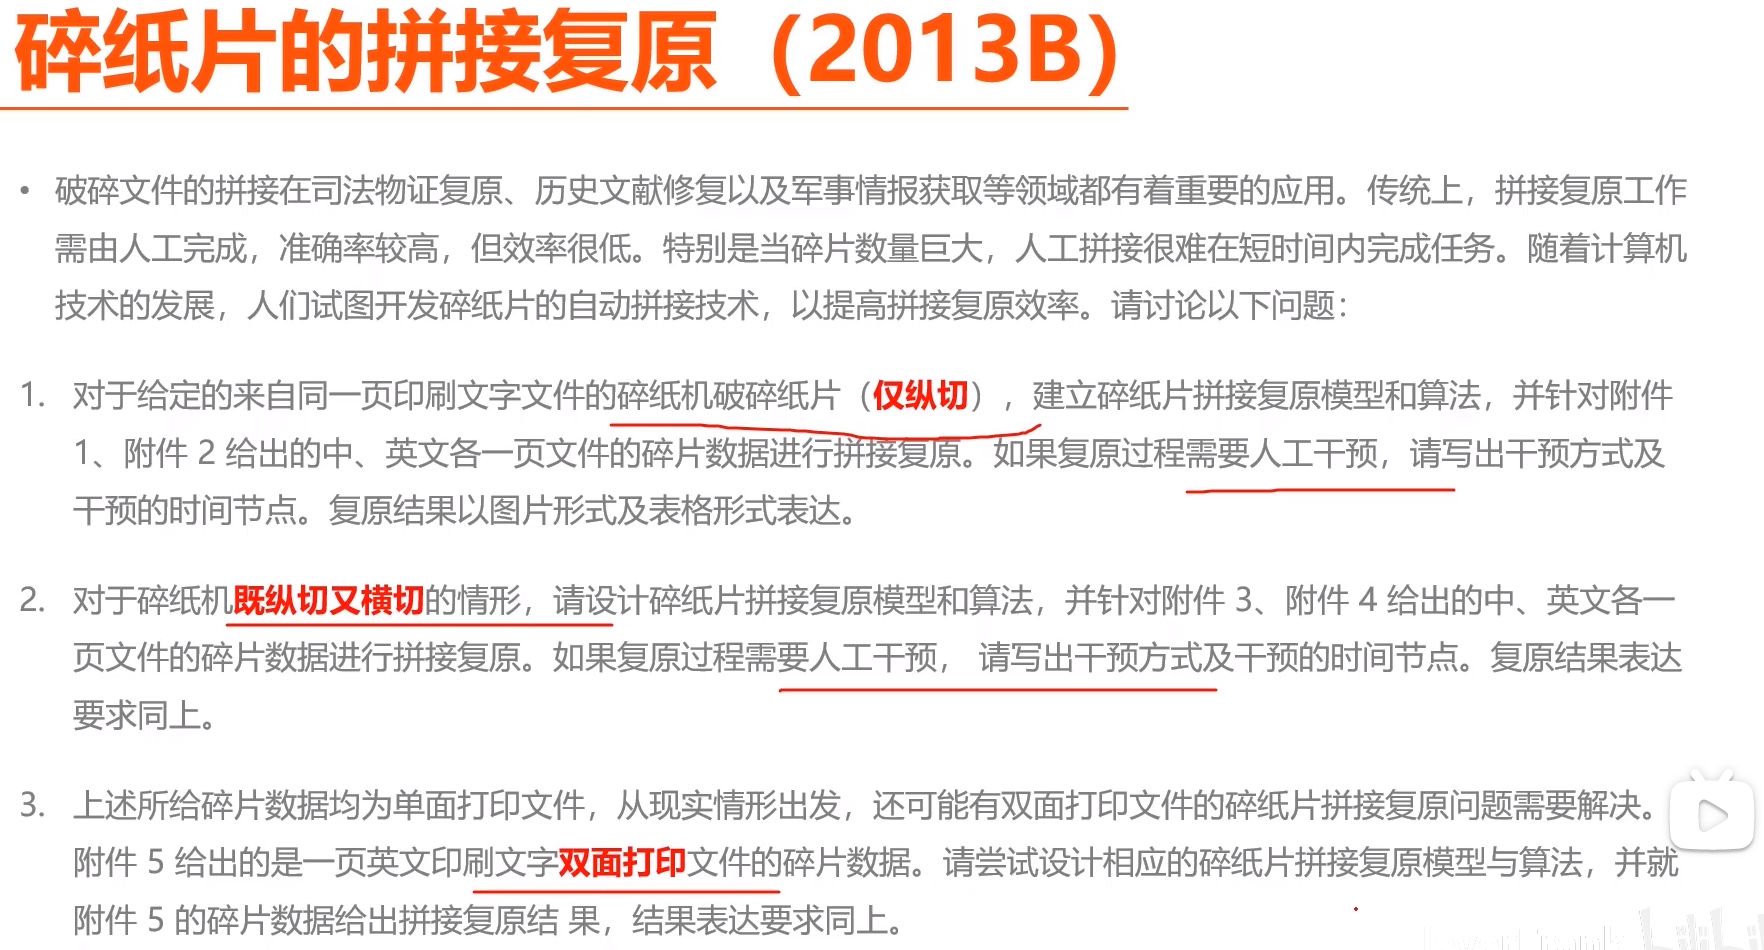 碎纸片的拼接复原（2013B）
• 破碎文件的拼接在司法物证复原、历史文献修复以及军事情报获取等领域都有着重要的应用。传统上，拼接复原工作
需由人工完成，准确率较高，但效率很低。特别是当碎片数量巨大，人工拼接很难在短时间内完成任务。随着计算机
技术的发展，人们试图开发碎纸片的自动拼接技术，以提高拼接复原效率。请讨论以下问题：
1. 对于给定的来自同一页印刷文字文件的碎纸机破碎纸片（仅纵切），建立碎纸片拼接复原模型和算法，并针对附件
1、附件 2 给出的中、英文各一页文件的碎片数据进行拼接复原。如果复原过程需要人工干预，请写出干预方式及
干预的时间节点。复原结果以图片形式及表格形式表达。
2. 对于碎纸机既纵切又横切的情形，请设计碎纸片拼接复原模型和算法，并针对附件 3、附件 4 给出的中、英文各一
页文件的碎片数据进行拼接复原。如果复原过程需要人工干预， 请写出干预方式及干预的时间节点。复原结果表达
要求同上。
3. 上述所给碎片数据均为单面打印文件，从现实情形出发，还可能有双面打印文件的碎纸片拼接复原问题需要解决。
附件 5 给出的是一页英文印刷文字双面打印文件的碎片数据。请尝试设计相应的碎纸片拼接复原模型与算法，并就
附件 5 的碎片数据给出拼接复原结 果，结果表达要求同上。